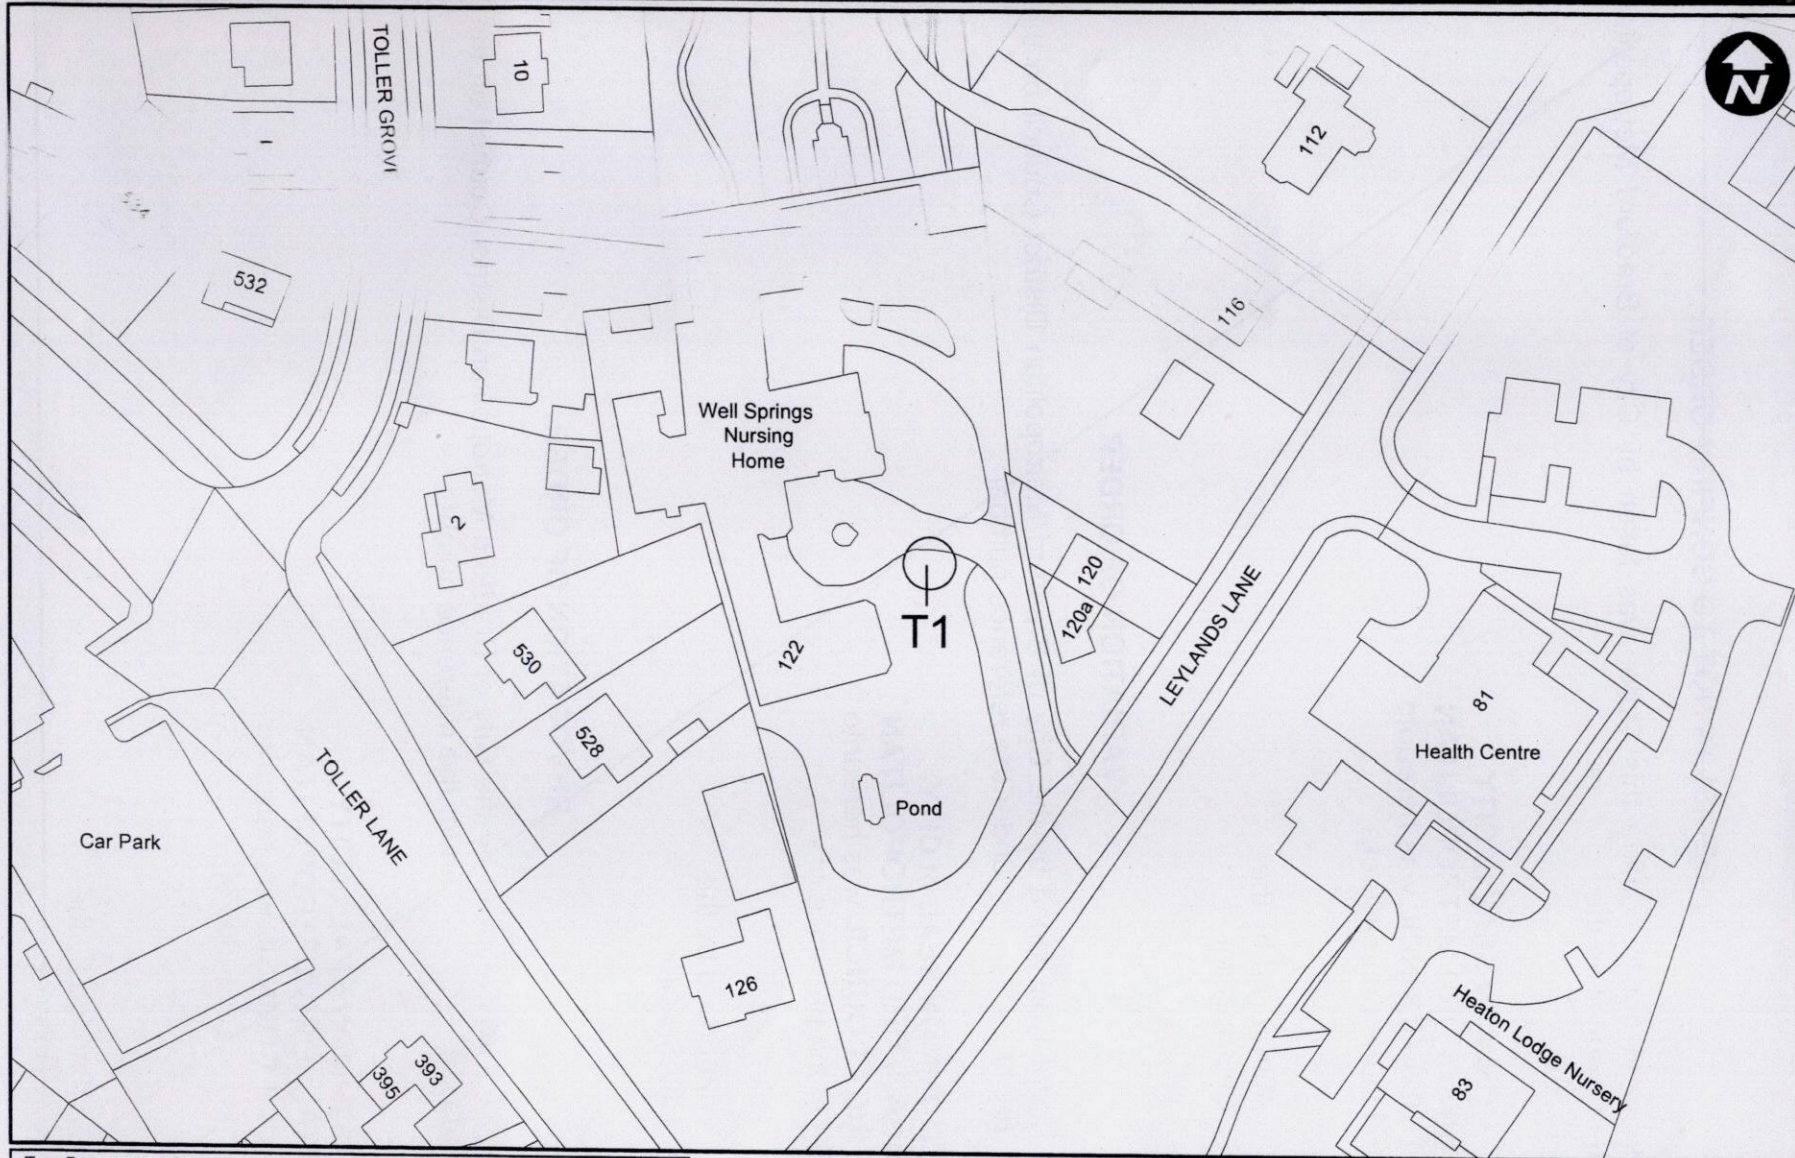 TOLLER GROVE
10
N
112
532
116
Well Springs
Nursing
Home
2
120
120a
T1
LEYLANDS LANE
530
122
528
81
Health Centre
TOLLER LANE
Pond
Car Park
126
Heaton Lodge Nursery
393
395
83